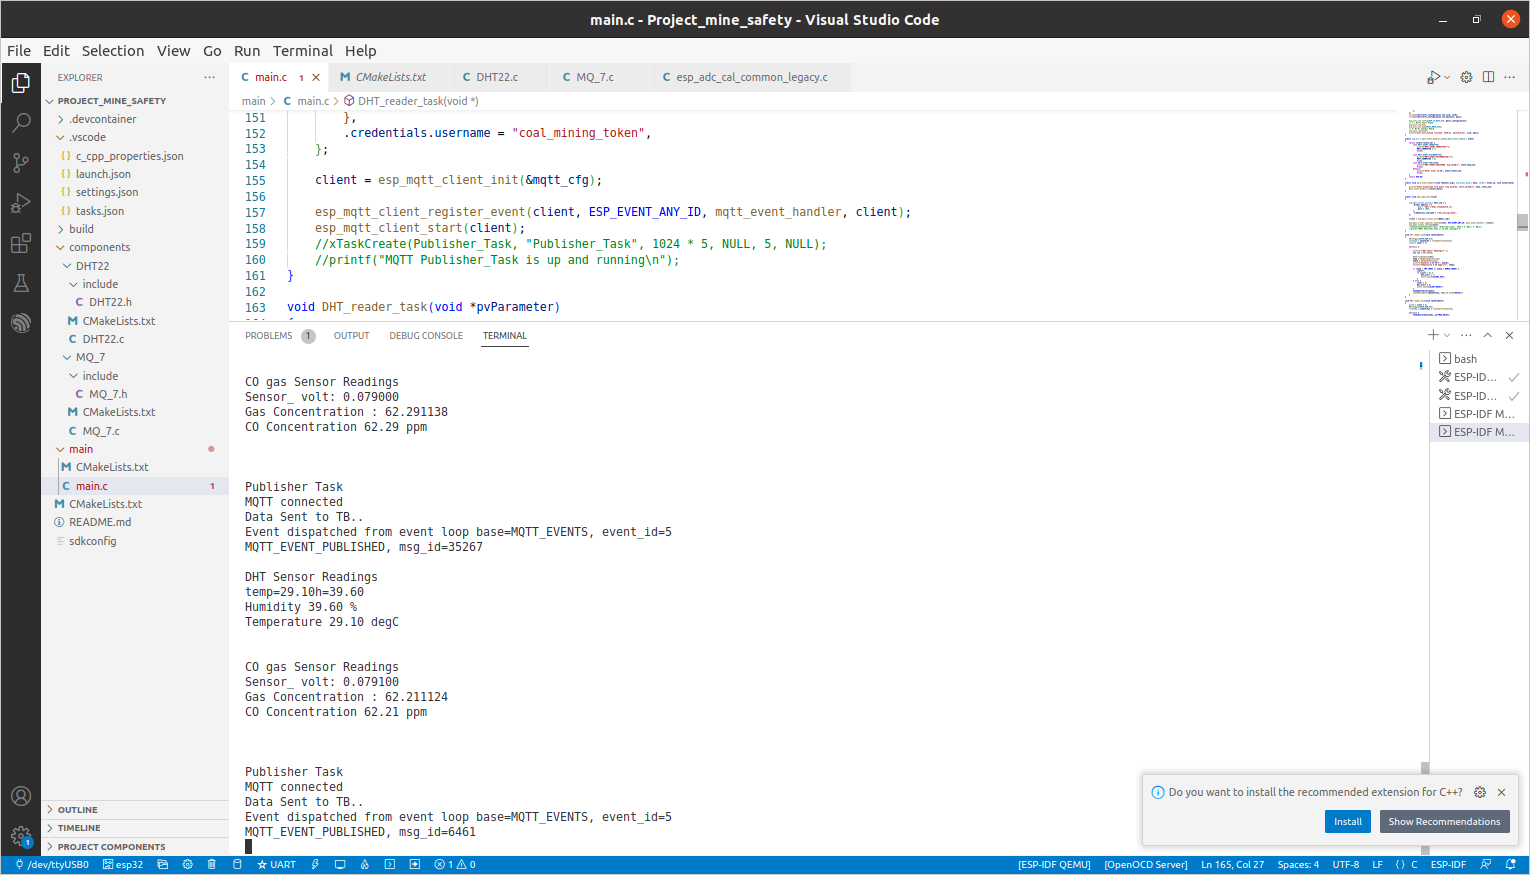 main.c - Project_mine_safety - Visual Studio Code
File Edit Selection View Go Run Terminal Help
EXPLORER
PROJECT_MINE_SAFETY
.devcontainer
.vscode
c_cpp_properties.json
launch.json
settings.json
tasks.json
build
components
DHT22
include
DHT22.h
CMakeLists.txt
DHT22.c
MQ_7
include
MQ_7.h
CMakeLists.txt
MQ_7.c
main
CMakeLists.txt
main.c 1
CMakeLists.txt
README.md
sdkconfig
OUTLINE
TIMELINE
PROJECT COMPONENTS
main.c 1 CMakeLists.txt DHT22.c MQ_7.c esp_adc_cal_common_legacy.c
main > main.c > DHT_reader_task(void *)
151 },
152 .credentials.username = "coal_mining_token",
153 };
154
155 client = esp_mqtt_client_init(&mqtt_cfg);
156
157 esp_mqtt_client_register_event(client, ESP_EVENT_ANY_ID, mqtt_event_handler, client);
158 esp_mqtt_client_start(client);
159 //xTaskCreate(Publisher_Task, "Publisher_Task", 1024 * 5, NULL, 5, NULL);
160 //printf("MQTT Publisher_Task is up and running\n");
161 }
162
163 void DHT_reader_task(void *pvParameter)
PROBLEMS 1 OUTPUT DEBUG CONSOLE TERMINAL
CO gas Sensor Readings
Sensor_ volt: 0.079000
Gas Concentration : 62.291138
CO Concentration 62.29 ppm
Publisher Task
MQTT connected
Data Sent to TB..
Event dispatched from event loop base=MQTT_EVENTS, event_id=5
MQTT_EVENT_PUBLISHED, msg_id=35267
DHT Sensor Readings
temp=29.10h=39.60
Humidity 39.60 %
Temperature 29.10 degC
CO gas Sensor Readings
Sensor_ volt: 0.079100
Gas Concentration : 62.211124
CO Concentration 62.21 ppm
Publisher Task
MQTT connected
Data Sent to TB..
Event dispatched from event loop base=MQTT_EVENTS, event_id=5
MQTT_EVENT_PUBLISHED, msg_id=6461
bash
ESP-ID...
ESP-ID...
ESP-IDF M...
ESP-IDF M...
Do you want to install the recommended extension for C++?
Install Show Recommendations
1
/dev/ttyUSB0 esp32 UART 1 0 [ESP-IDF QEMU] [OpenOCD Server] Ln 165, Col 27 Spaces: 4 UTF-8 LF {} C ESP-IDF